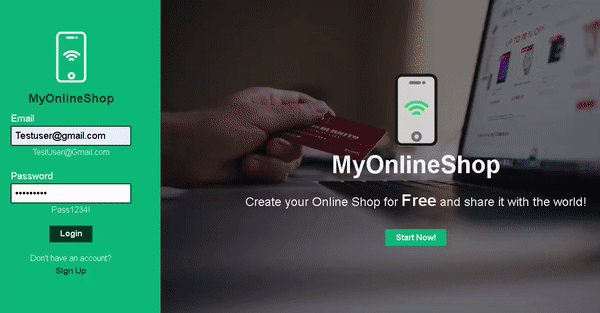 MyOnlineShop
Email
Testuser@gmail.com
TestUser@Gmail.com
Password
•••••••••
Pass1234!
Login
Don't have an account?
Sign Up
MyOnlineShop
Create your Online Shop for Free and share it with the world!
Start Now!